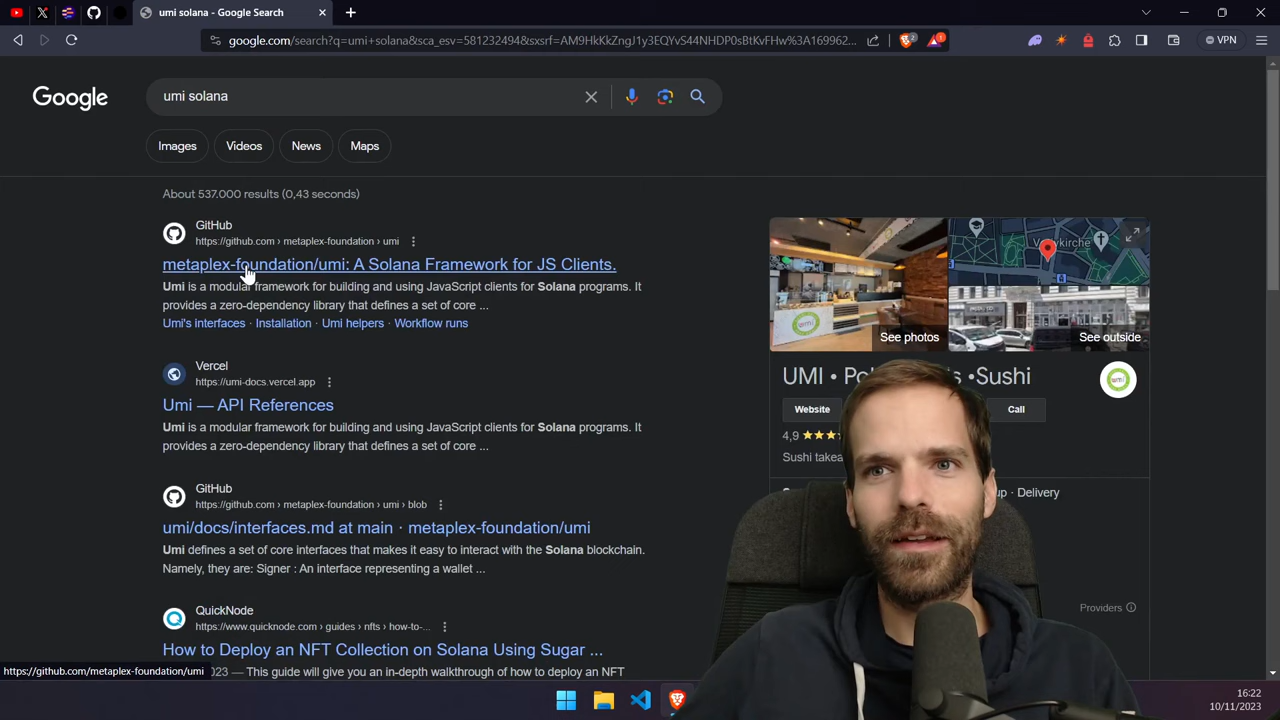 umi solana - Google Search
google.com/search?q=umi+solana&sca_esv=581232494&sxsrf=AM9HkKkZngJ1y3EQYvS44NHDP0sBtKvFHw%3A169962...
2
1
VPN
Google
umi solana
Images
Videos
News
Maps
About 537.000 results (0,43 seconds)
GitHub
https://github.com › metaplex-foundation › umi
metaplex-foundation/umi: A Solana Framework for JS Clients.
Umi is a modular framework for building and using JavaScript clients for Solana programs. It
provides a zero-dependency library that defines a set of core ...
Umi's interfaces · Installation · Umi helpers · Workflow runs
Vercel
https://umi-docs.vercel.app
Umi — API References
Umi is a modular framework for building and using JavaScript clients for Solana programs. It
provides a zero-dependency library that defines a set of core ...
GitHub
https://github.com › metaplex-foundation › umi › blob
umi/docs/interfaces.md at main · metaplex-foundation/umi
Umi defines a set of core interfaces that makes it easy to interact with the Solana blockchain.
Namely, they are: Signer : An interface representing a wallet ...
QuickNode
https://www.quicknode.com › guides › nfts › how-to-...
How to Deploy an NFT Collection on Solana Using Sugar ...
023 — This guide will give you an in-depth walkthrough of how to deploy an NFT
https://github.com/metaplex-foundation/umi
umi
See photos
See outside
UMI • •Sushi
umi
Website
Call
4,9
Sushi
· Delivery
Providers
16:22
10/11/2023